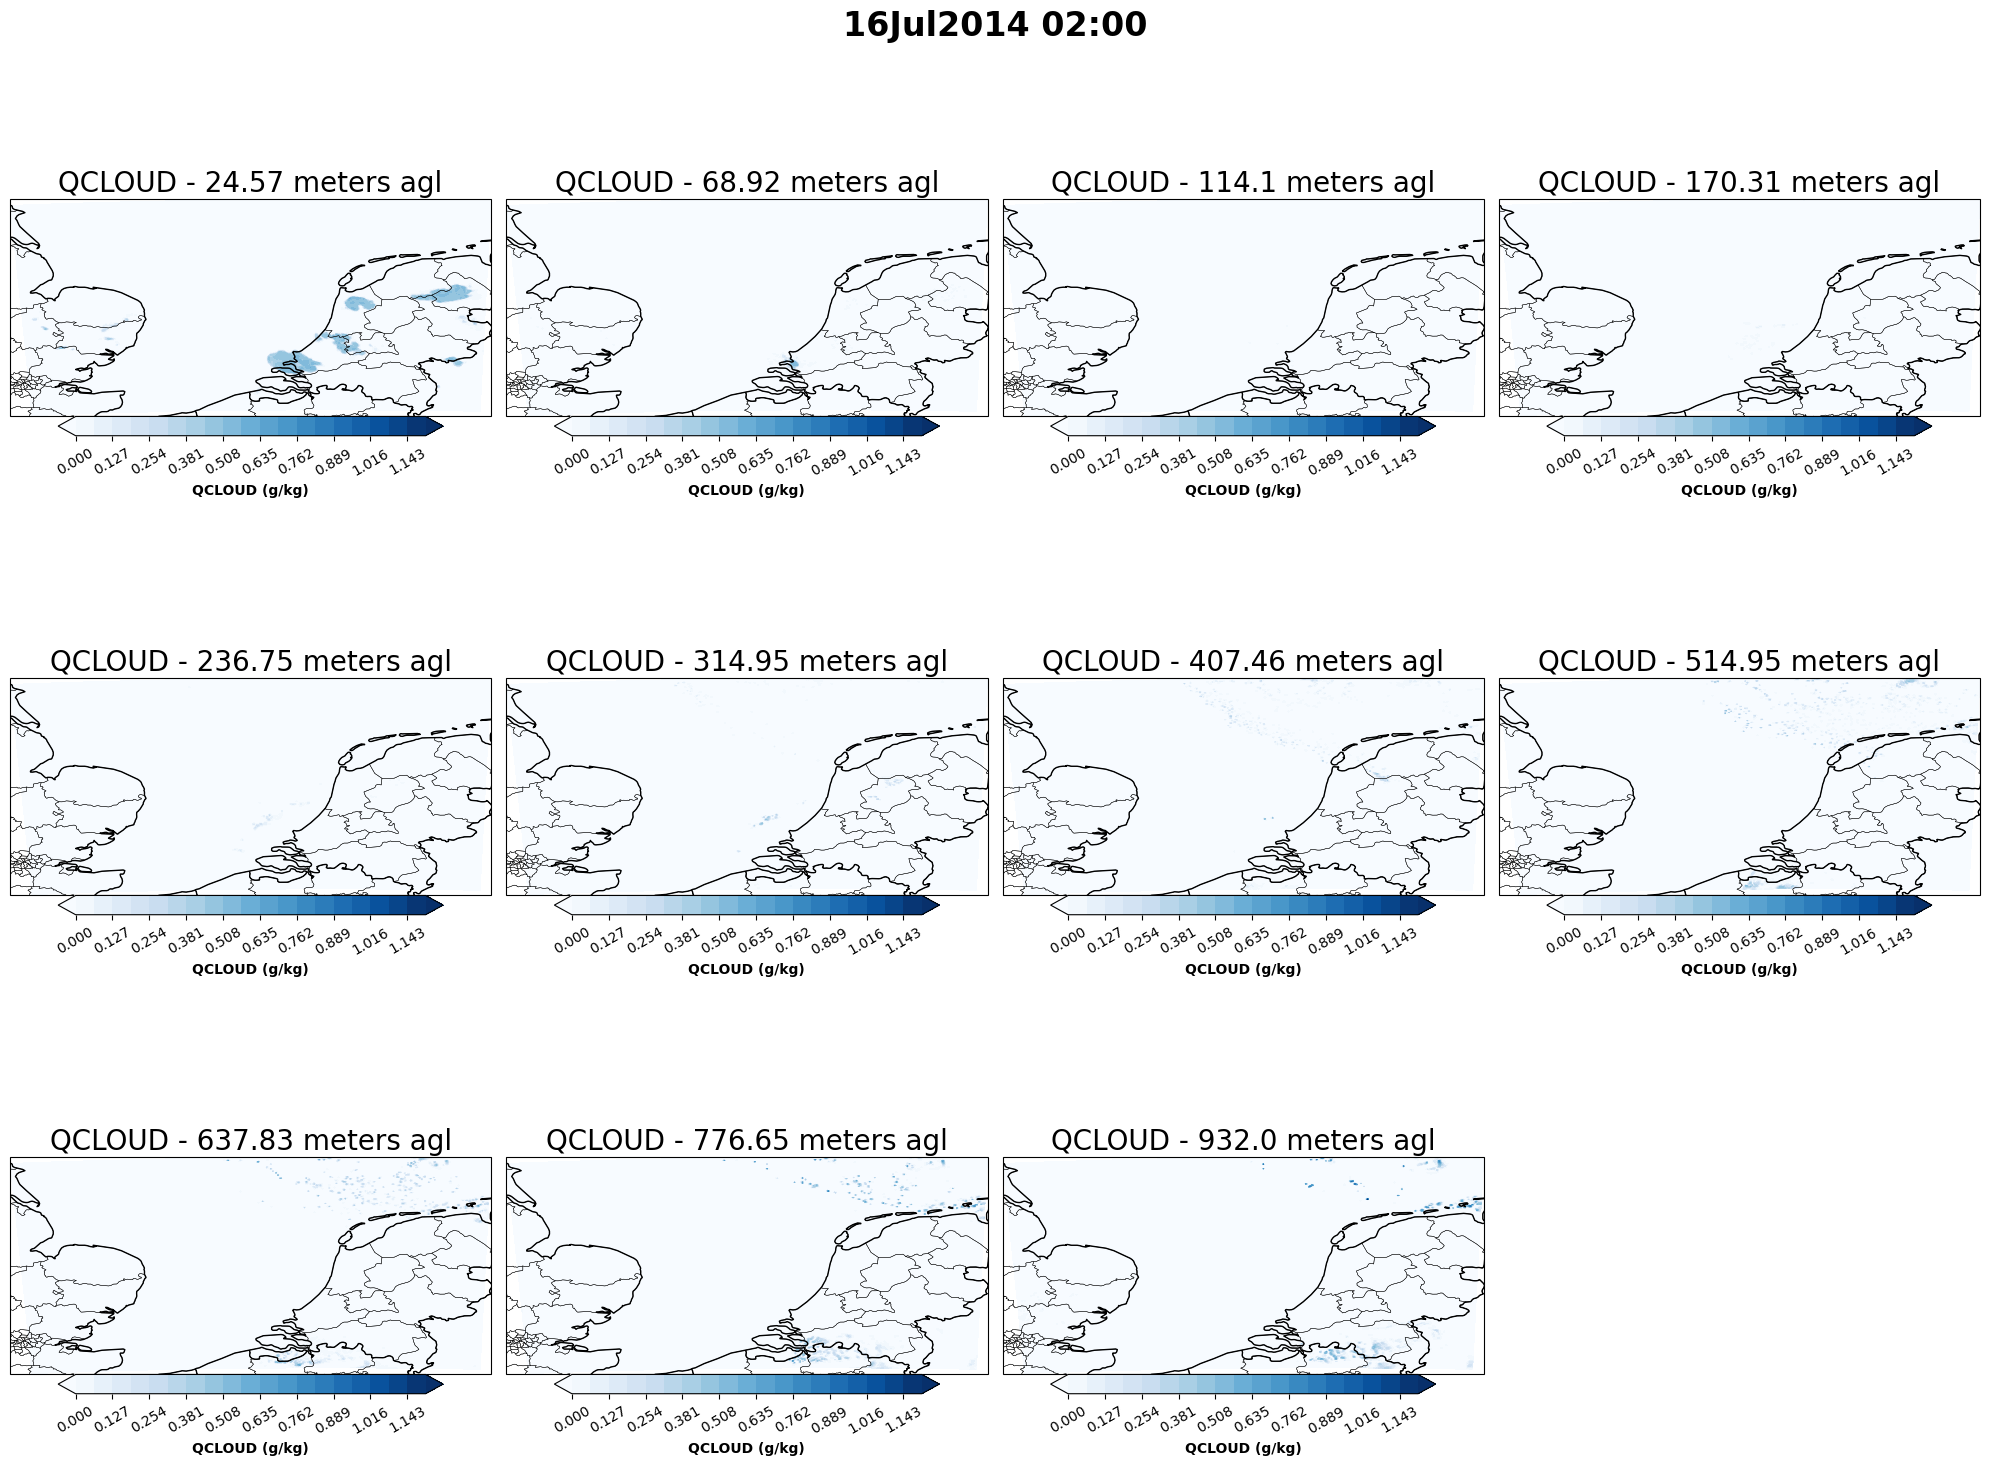 16Jul2014 02:00
QCLOUD - 24.57 meters agl
QCLOUD - 68.92 meters agl
QCLOUD - 114.1 meters agl
QCLOUD - 170.31 meters agl
0.000 0.127 0.254 0.381 0.508 0.635 0.762 0.889 1.016 1.143
0.000 0.127 0.254 0.381 0.508 0.635 0.762 0.889 1.016 1.143
0.000 0.127 0.254 0.381 0.508 0.635 0.762 0.889 1.016 1.143
0.000 0.127 0.254 0.381 0.508 0.635 0.762 0.889 1.016 1.143
QCLOUD (g/kg)
QCLOUD (g/kg)
QCLOUD (g/kg)
QCLOUD (g/kg)
QCLOUD - 236.75 meters agl
QCLOUD - 314.95 meters agl
QCLOUD - 407.46 meters agl
QCLOUD - 514.95 meters agl
0.000 0.127 0.254 0.381 0.508 0.635 0.762 0.889 1.016 1.143
0.000 0.127 0.254 0.381 0.508 0.635 0.762 0.889 1.016 1.143
0.000 0.127 0.254 0.381 0.508 0.635 0.762 0.889 1.016 1.143
0.000 0.127 0.254 0.381 0.508 0.635 0.762 0.889 1.016 1.143
QCLOUD (g/kg)
QCLOUD (g/kg)
QCLOUD (g/kg)
QCLOUD (g/kg)
QCLOUD - 637.83 meters agl
QCLOUD - 776.65 meters agl
QCLOUD - 932.0 meters agl
0.000 0.127 0.254 0.381 0.508 0.635 0.762 0.889 1.016 1.143
0.000 0.127 0.254 0.381 0.508 0.635 0.762 0.889 1.016 1.143
0.000 0.127 0.254 0.381 0.508 0.635 0.762 0.889 1.016 1.143
QCLOUD (g/kg)
QCLOUD (g/kg)
QCLOUD (g/kg)